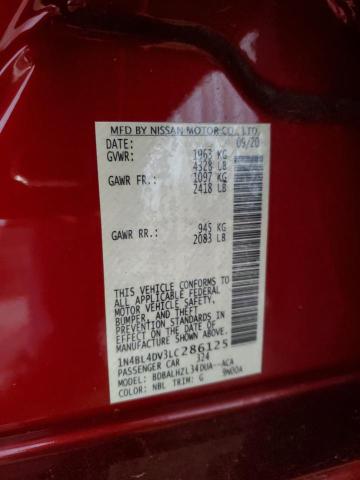 MFD BY NISSAN MOTOR CO., LTD.
DATE: 09/20
GVWR: 1963 KG
4328 LB
GAWR FR.: 1097 KG
2418 LB
GAWR RR.: 945 KG
2083 LB
THIS VEHICLE CONFORMS TO
ALL APPLICABLE FEDERAL
MOTOR VEHICLE SAFETY,
BUMPER, AND THEFT
PREVENTION STANDARDS IN
EFFECT ON THE DATE OF
MANUFACTURE SHOWN ABOVE.
1N4BL4DV3LC286125
PASSENGER CAR 324
MODEL: BDBALHZL34DUA--ACA
COLOR: NBL TRIM: G 9N00A